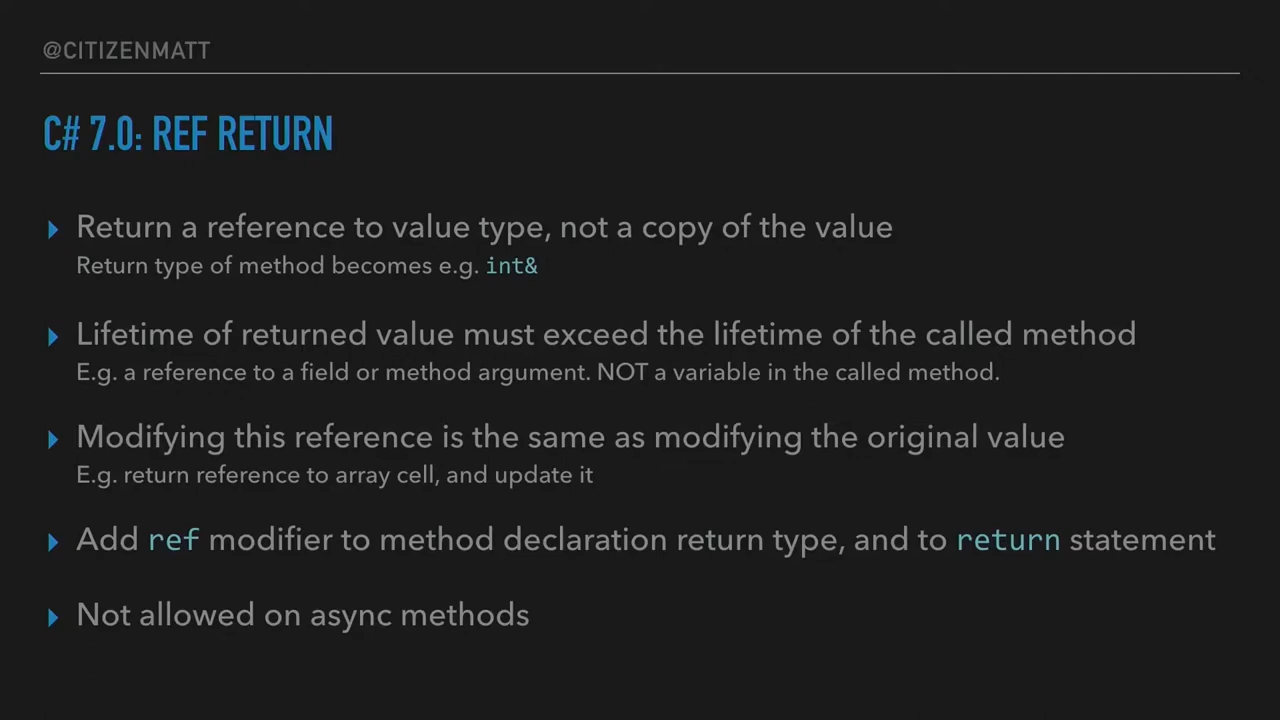 @CITIZENMATT
C# 7.0: REF RETURN
Return a reference to value type, not a copy of the value
Return type of method becomes e.g. int&
Lifetime of returned value must exceed the lifetime of the called method
E.g. a reference to a field or method argument. NOT a variable in the called method.
Modifying this reference is the same as modifying the original value
E.g. return reference to array cell, and update it
Add ref modifier to method declaration return type, and to return statement
Not allowed on async methods